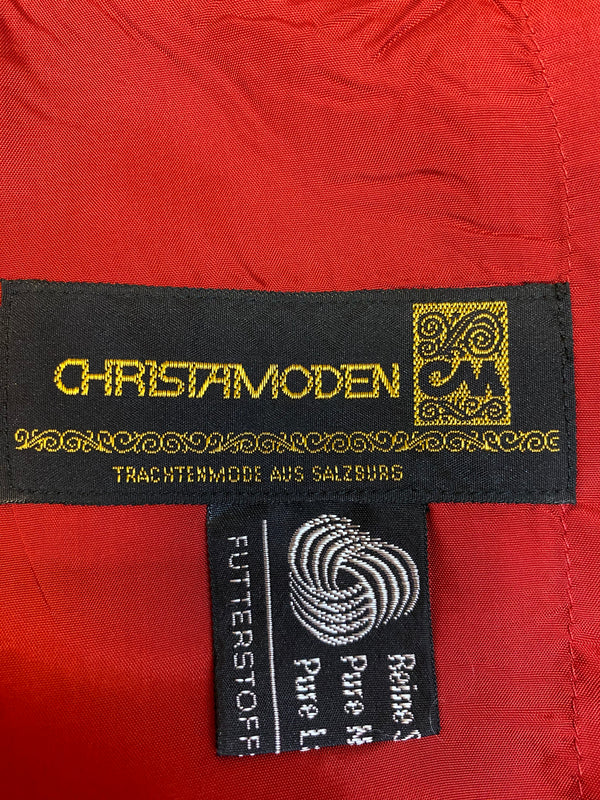 CHRISTAMODEN
CM
TRACHTENMODE AUS SALZBURG
Reine S
Pure N
Pure L
FUTTERSTOFF